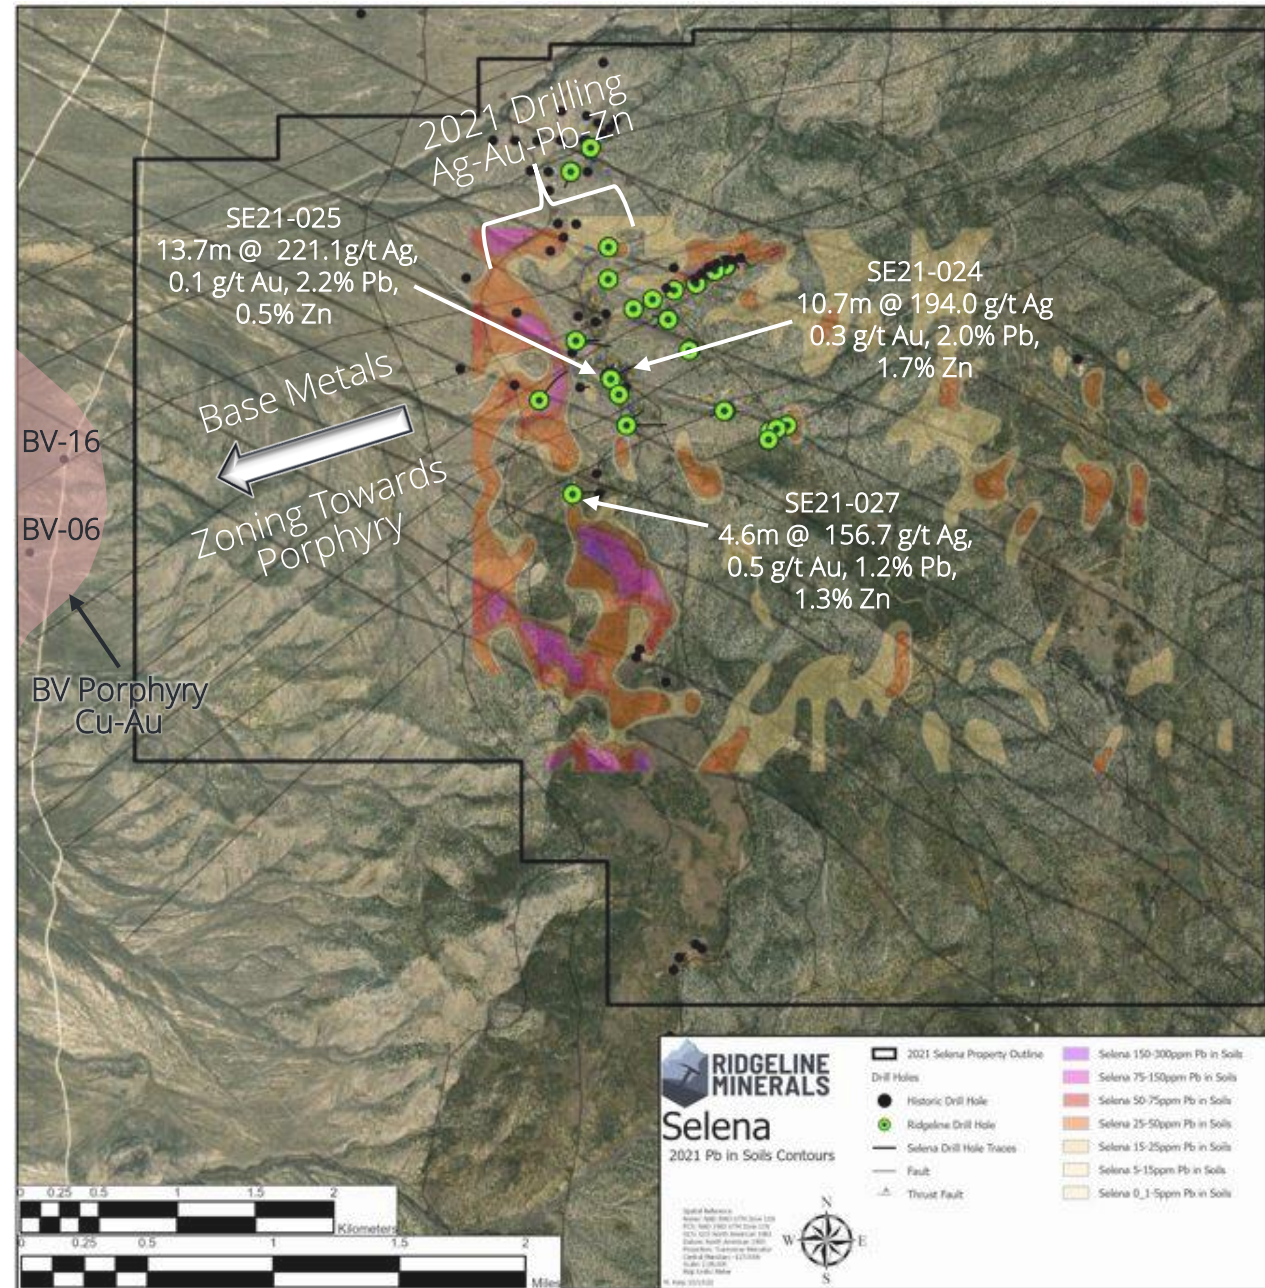 2021 Drilling
Ag-Au-Pb-Zn
SE21-025
13.7m @ 221.1g/t Ag,
0.1 g/t Au, 2.2% Pb,
0.5% Zn
SE21-024
10.7m @ 194.0 g/t Ag
0.3 g/t Au, 2.0% Pb,
1.7% Zn
Base Metals
Zoning Towards
Porphyry
BV-16
BV-06
SE21-027
4.6m @ 156.7 g/t Ag,
0.5 g/t Au, 1.2% Pb,
1.3% Zn
BV Porphyry
Cu-Au
RIDGELINE
MINERALS
Selena
2021 Pb in Soils Contours
2021 Selena Property Outline
Drill Holes
Historic Drill Hole
Ridgeline Drill Hole
Selena Drill Hole Traces
Fault
Thrust Fault
Selena 150-300ppm Pb in Soils
Selena 75-150ppm Pb in Soils
Selena 50-75ppm Pb in Soils
Selena 25-50ppm Pb in Soils
Selena 15-25ppm Pb in Soils
Selena 5-15ppm Pb in Soils
Selena 0_1-5ppm Pb in Soils
N
W E
S
0 0.25 0.5 1 1.5 2
Kilometers
0 0.25 0.5 1 1.5 2
Miles